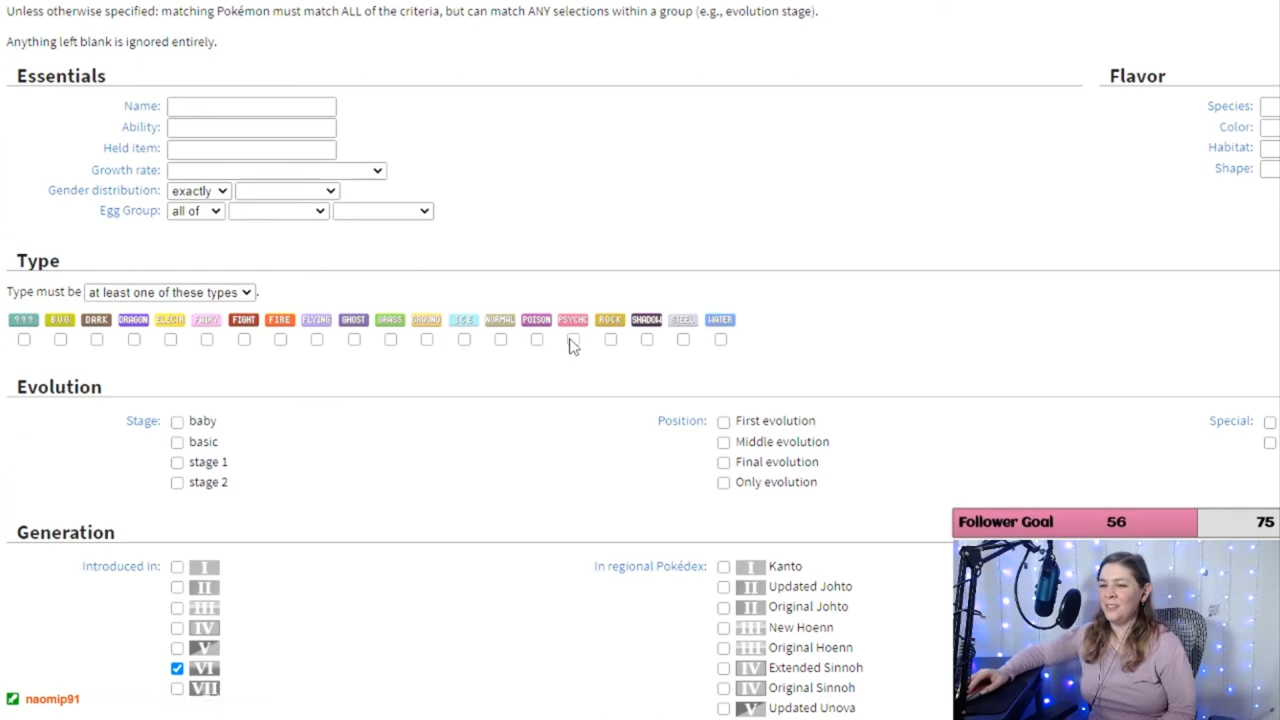 Unless otherwise specified: matching Pokémon must match ALL of the criteria, but can match ANY selections within a group (e.g., evolution stage).
Anything left blank is ignored entirely.
Essentials
Flavor
Name:
Species:
Ability:
Color:
Held item:
Habitat:
Growth rate:
Shape:
Gender distribution: exactly
Egg Group: all of
Type
Type must be at least one of these types .
??? BUG DARK DRAGON ELECTR FAIRY FIGHT FIRE FLYING GHOST GRASS GROUND ICE NORMAL POISON PSYCHC ROCK SHADOW STEEL WATER
Evolution
Stage: baby
Position: First evolution
Special:
basic
Middle evolution
stage 1
Final evolution
stage 2
Only evolution
Generation
Follower Goal 56 75
Introduced in: I
In regional Pokédex: I Kanto
II
II Updated Johto
III
II Original Johto
IV
III New Hoenn
V
III Original Hoenn
VI
IV Extended Sinnoh
VII
IV Original Sinnoh
V Updated Unova
naomip91